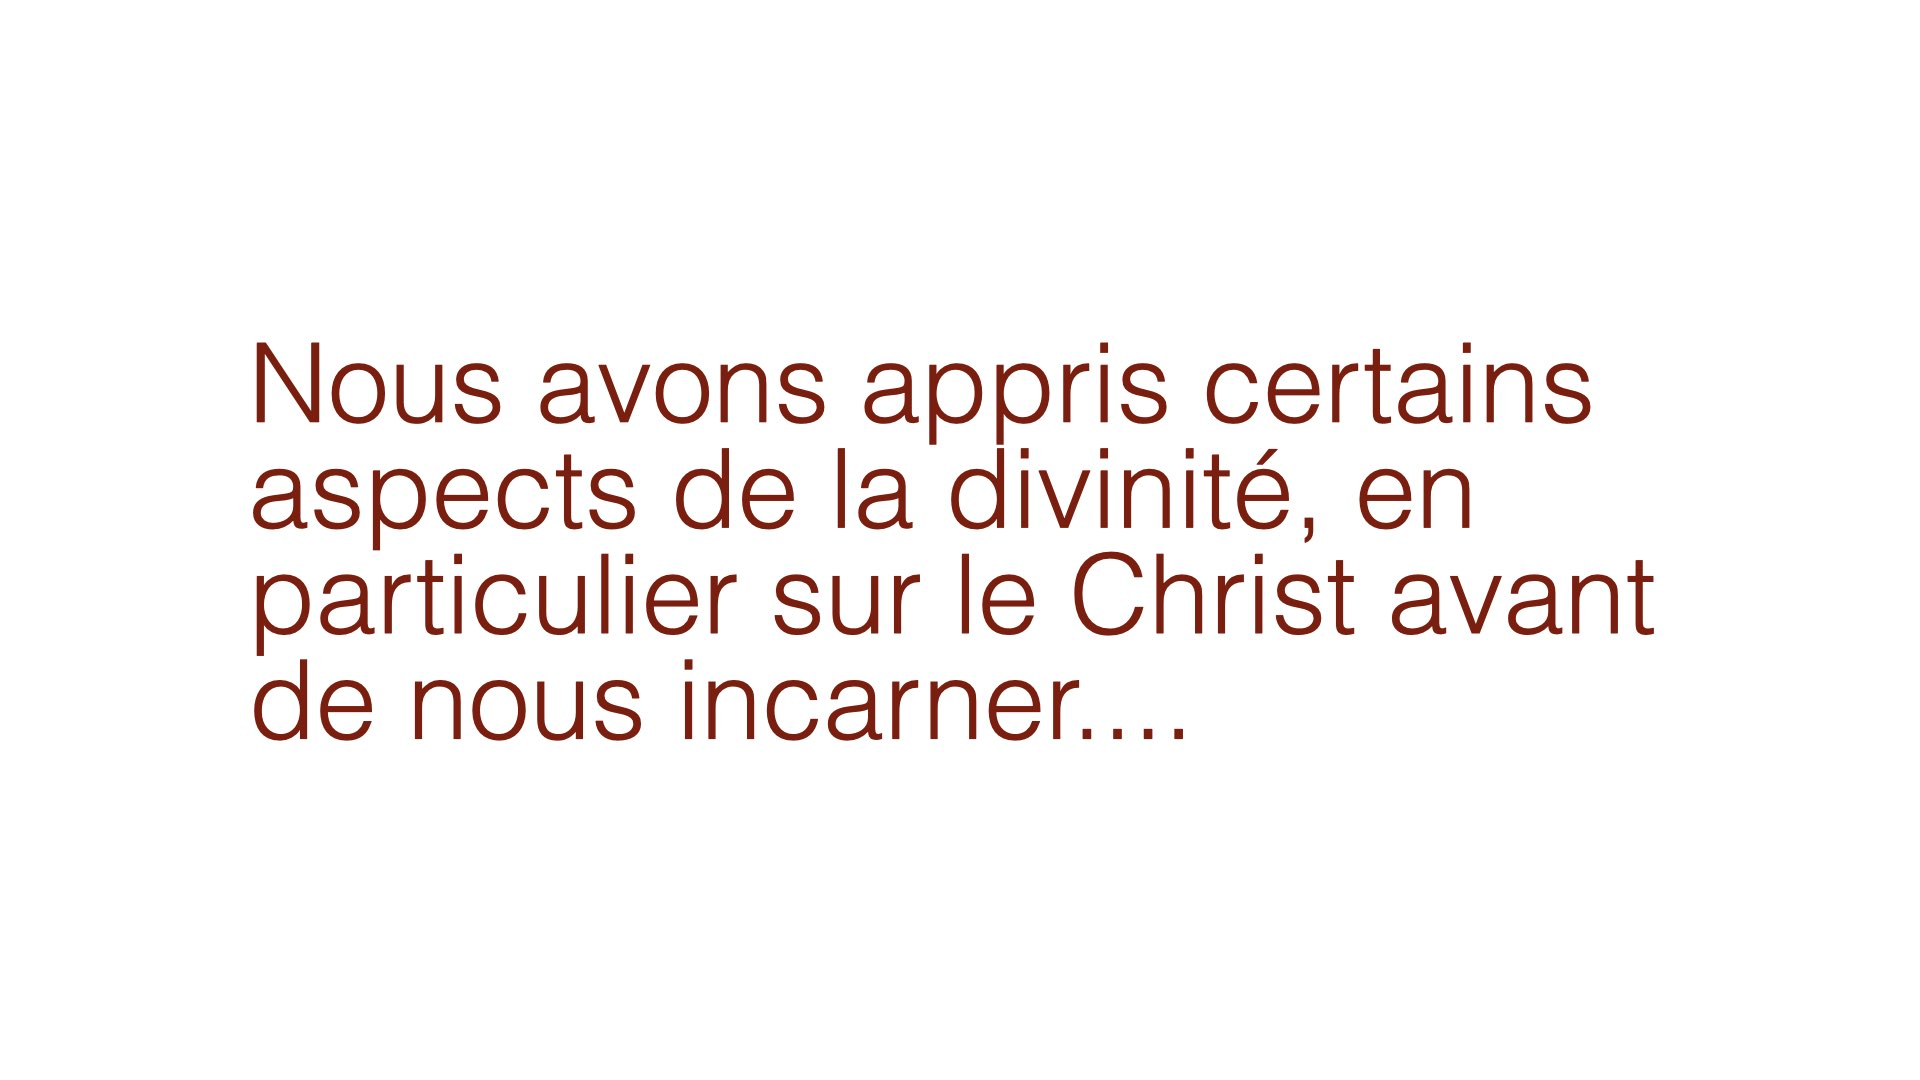 Nous avons appris certains
aspects de la divinité, en
particulier sur le Christ avant
de nous incarner....